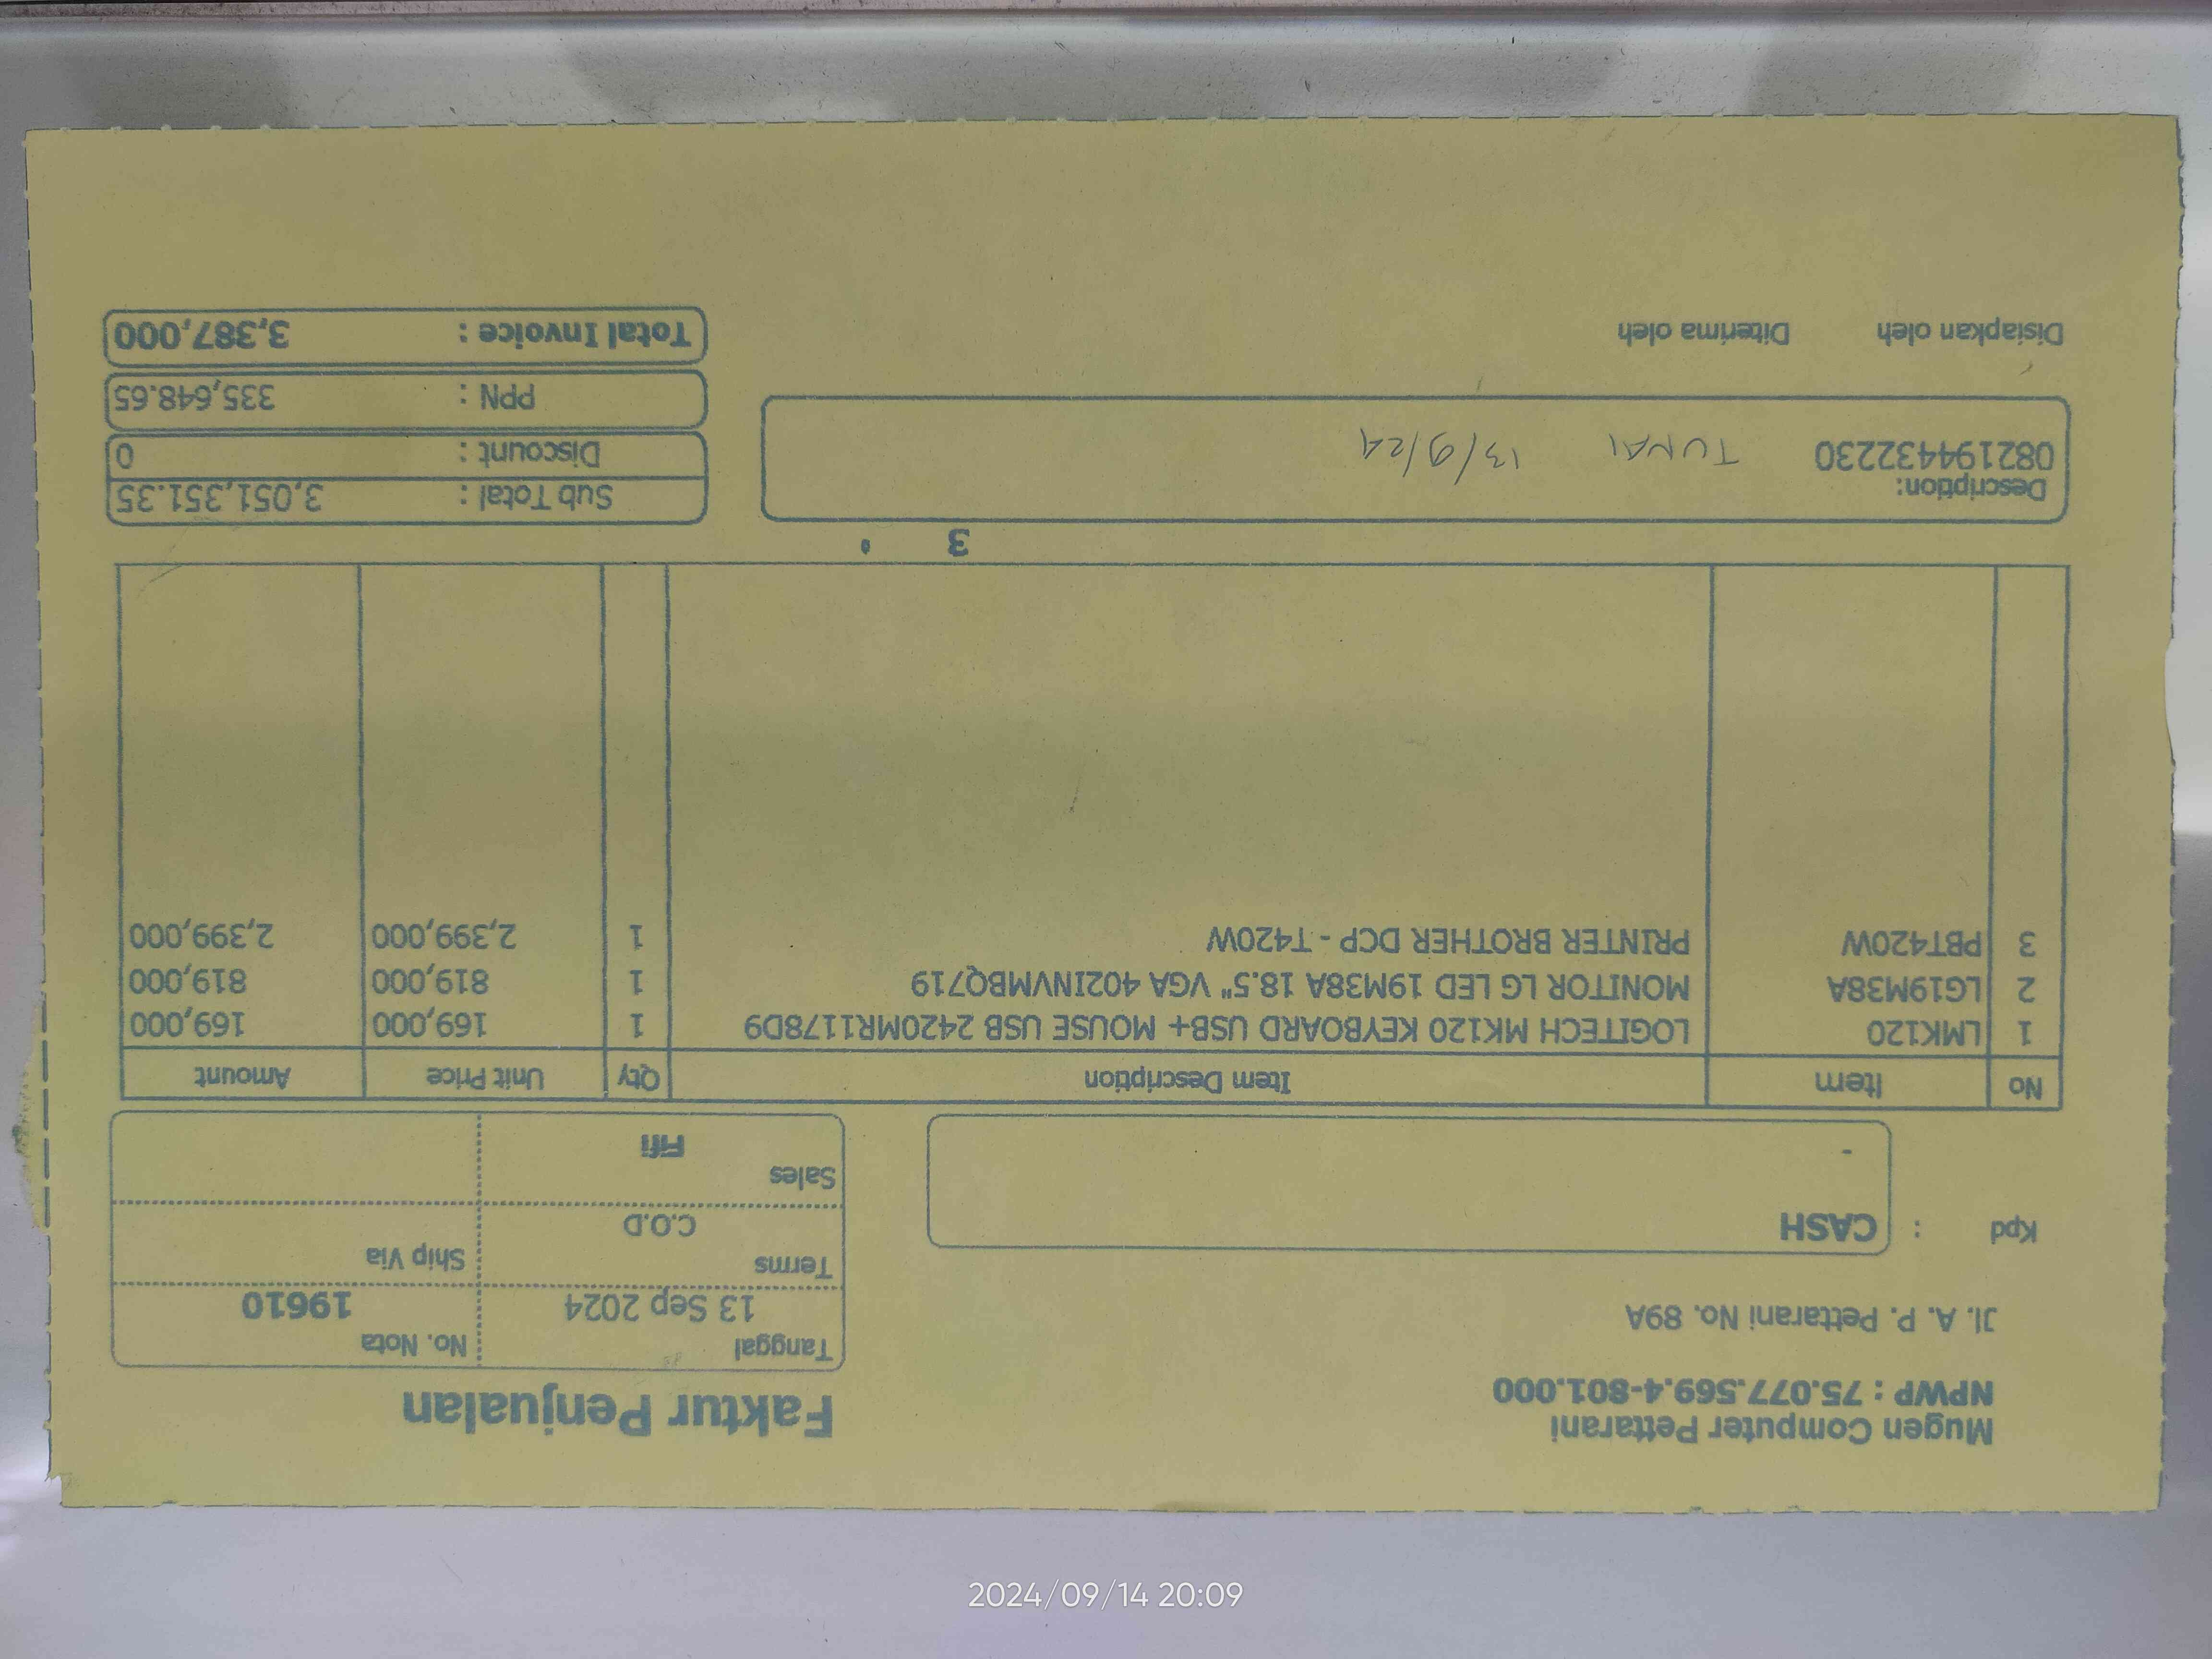 Mugen Computer Pettarani
NPWP : 75.077.569.4-801.000
Jl. A. P. Pettarani No. 89A
Kpd : CASH
-
Faktur Penjualan
Tanggal No. Nota
13 Sep 2024 19610
Terms Ship Via
C.O.D
Sales
Fifi
No Item Item Description Qty Unit Price Amount
1 LMK120 LOGITECH MK120 KEYBOARD USB+ MOUSE USB 2420MR1178D9 1 169,000 169,000
2 LG19M38A MONITOR LG LED 19M38A 18.5" VGA 402INVMBQ719 1 819,000 819,000
3 PBT420W PRINTER BROTHER DCP - T420W 1 2,399,000 2,399,000
3
Description:
082194432230 TUNAI 13/9/24
Sub Total : 3,051,351.35
Discount : 0
PPN : 335,648.65
Total Invoice : 3,387,000
Disiapkan oleh Diterima oleh
2024/09/14 20:09